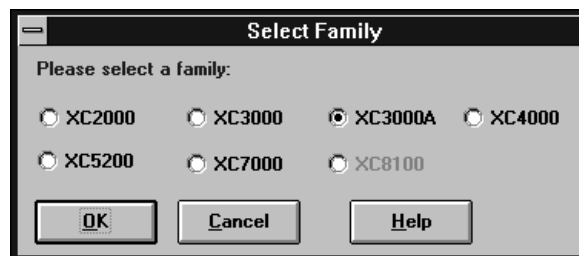 Select Family
Please select a family:
XC2000 XC3000 XC3000A XC4000
XC5200 XC7000 XC8100
OK Cancel Help